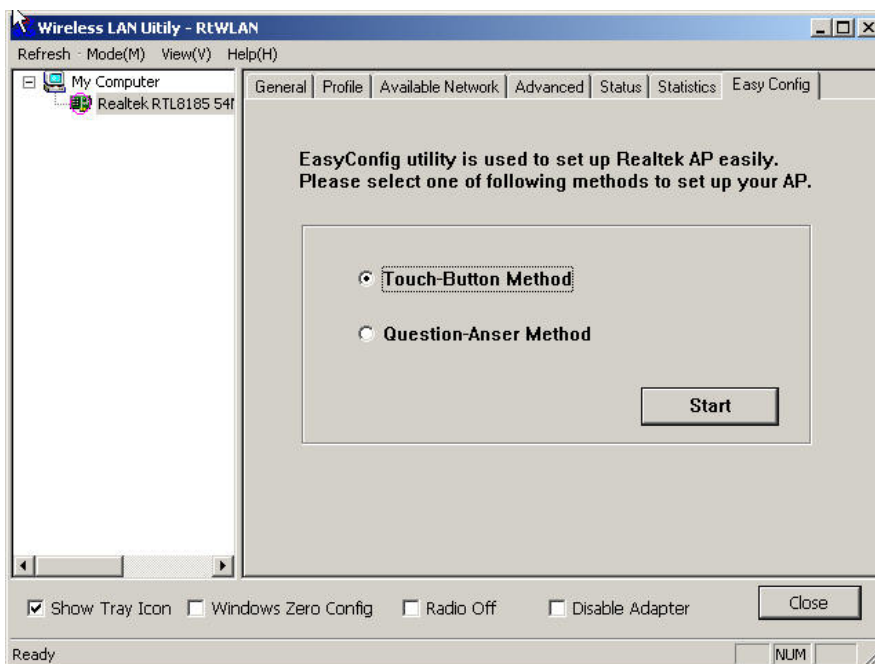 Wireless LAN Uitily - RtWLAN
Refresh Mode(M) View(V) Help(H)
My Computer
Realtek RTL8185 54
General Profile Available Network Advanced Status Statistics Easy Config
EasyConfig utility is used to set up Realtek AP easily.
Please select one of following methods to set up your AP.
Touch-Button Method
Question-Anser Method
Start
Show Tray Icon Windows Zero Config Radio Off Disable Adapter Close
Ready NUM